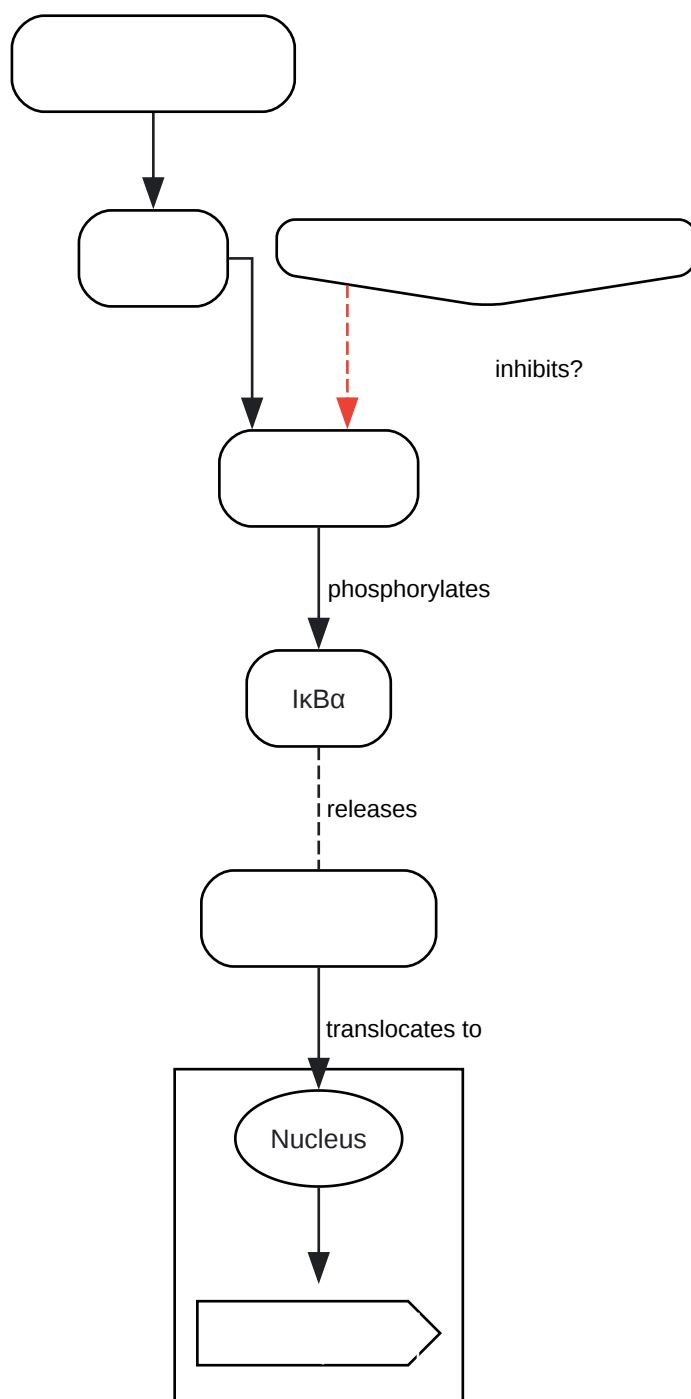 inhibits?
phosphorylates
IκBα
releases
translocates to
Nucleus